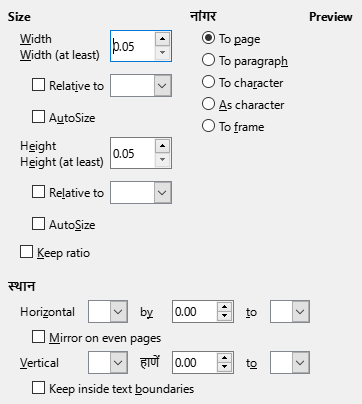 Size नांगर Preview
Width
Width (at least) 0.05 To page
Relative to To paragraph
To character
AutoSize As character
Height
Height (at least) 0.05 To frame
Relative to
AutoSize
Keep ratio
स्थान
Horizontal by 0.00 to
Mirror on even pages
Vertical हाणें 0.00 to
Keep inside text boundaries